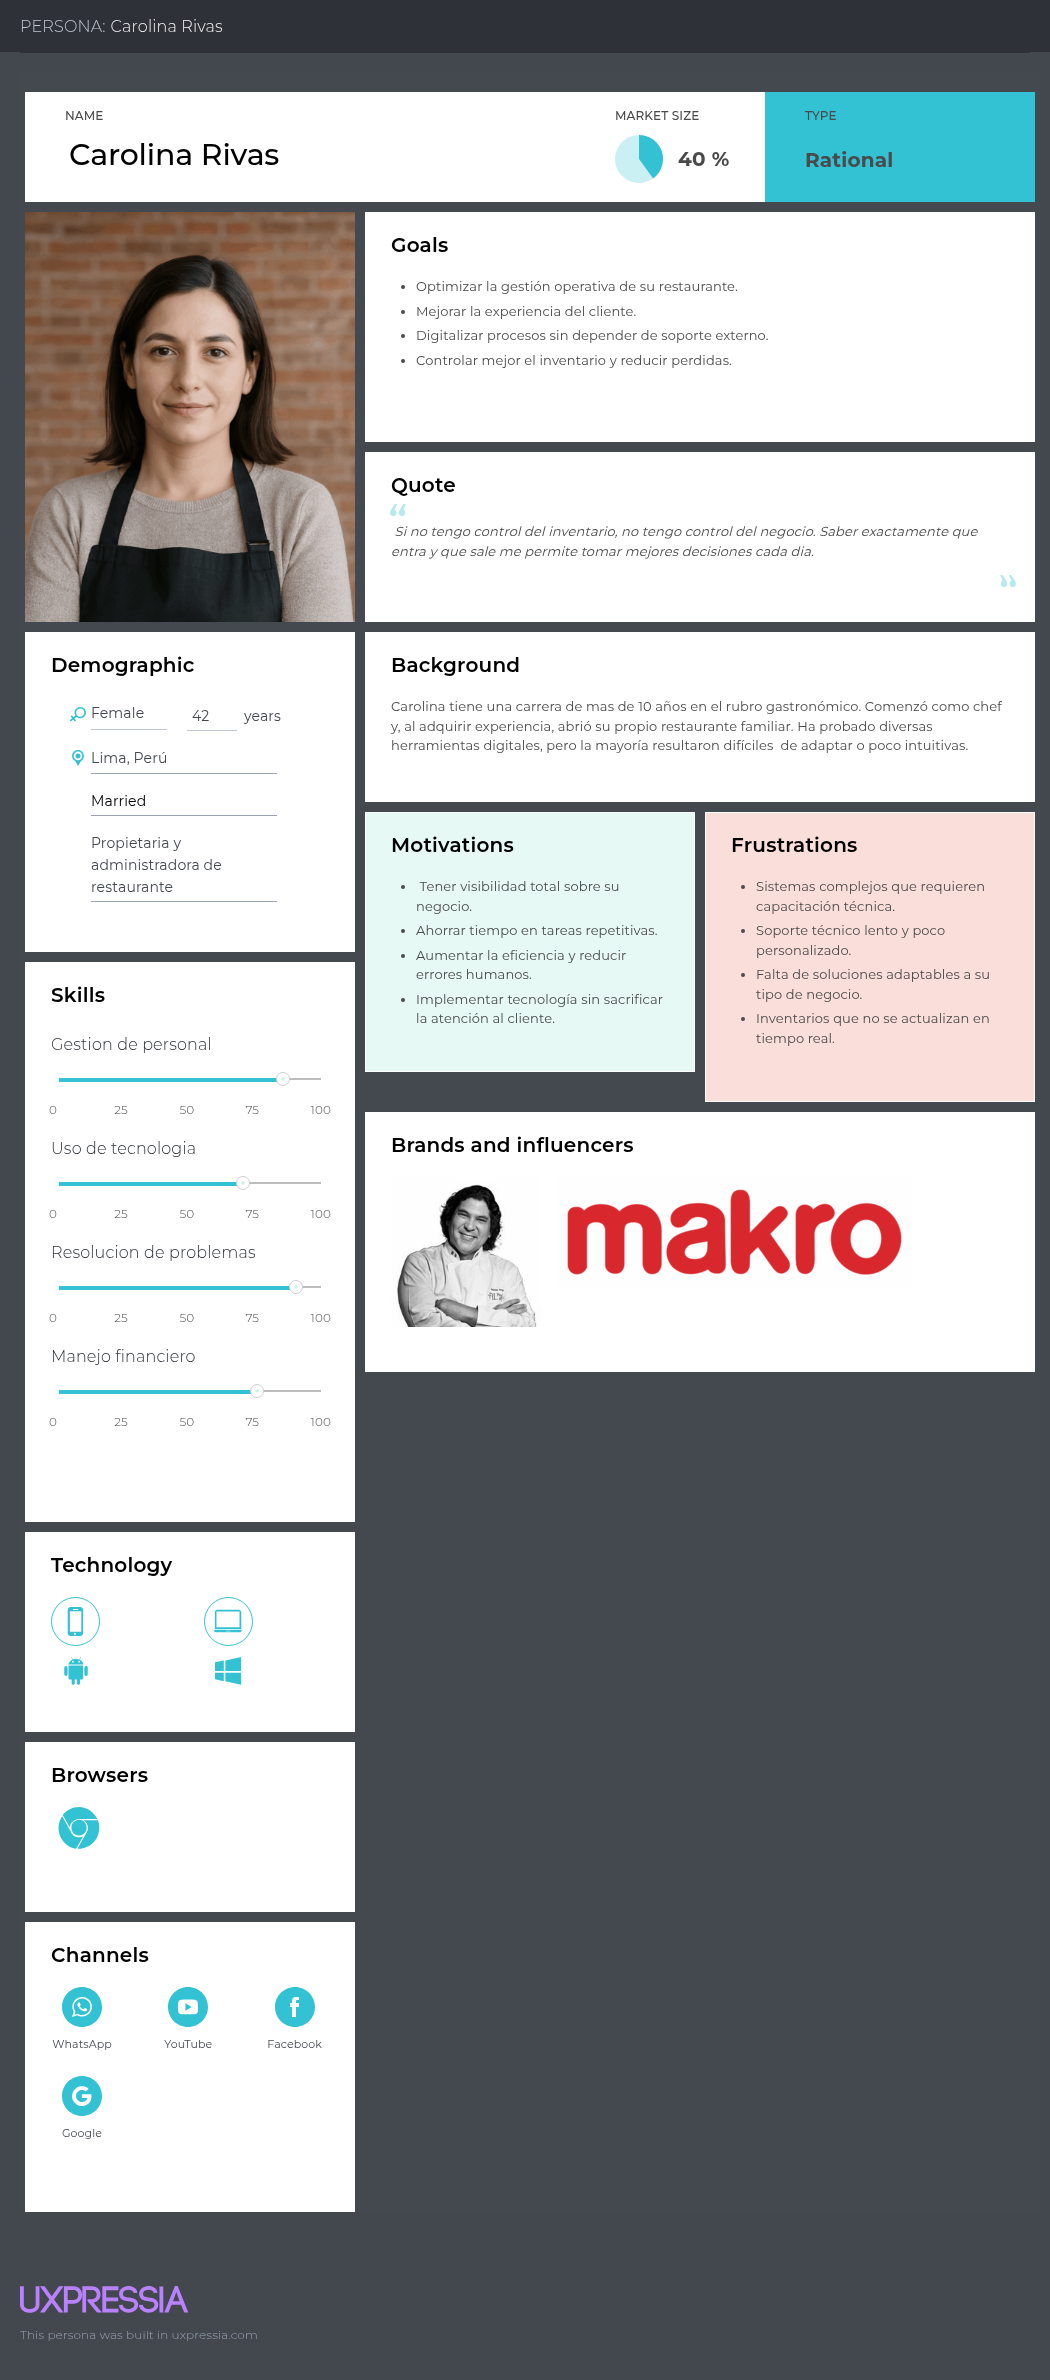 PERSONA: Carolina Rivas
NAME
Carolina Rivas
MARKET SIZE
40 %
TYPE
Rational
Goals
Optimizar la gestión operativa de su restaurante.
Mejorar la experiencia del cliente.
Digitalizar procesos sin depender de soporte externo.
Controlar mejor el inventario y reducir perdidas.
Quote
“
Si no tengo control del inventario, no tengo control del negocio. Saber exactamente que
entra y que sale me permite tomar mejores decisiones cada dia.
”
Demographic
Female 42 years
Lima, Perú
Married
Propietaria y
administradora de
restaurante
Background
Carolina tiene una carrera de mas de 10 años en el rubro gastronómico. Comenzó como chef
y, al adquirir experiencia, abrió su propio restaurante familiar. Ha probado diversas
herramientas digitales, pero la mayoría resultaron difíciles de adaptar o poco intuitivas.
Motivations
Tener visibilidad total sobre su
negocio.
Ahorrar tiempo en tareas repetitivas.
Aumentar la eficiencia y reducir
errores humanos.
Implementar tecnología sin sacrificar
la atención al cliente.
Frustrations
Sistemas complejos que requieren
capacitación técnica.
Soporte técnico lento y poco
personalizado.
Falta de soluciones adaptables a su
tipo de negocio.
Inventarios que no se actualizan en
tiempo real.
Skills
Gestion de personal
0 25 50 75 100
Uso de tecnologia
0 25 50 75 100
Resolucion de problemas
0 25 50 75 100
Manejo financiero
0 25 50 75 100
Brands and influencers
makro
Technology
Browsers
Channels
WhatsApp YouTube Facebook
Google
UXPRESSIA
This persona was built in uxpressia.com